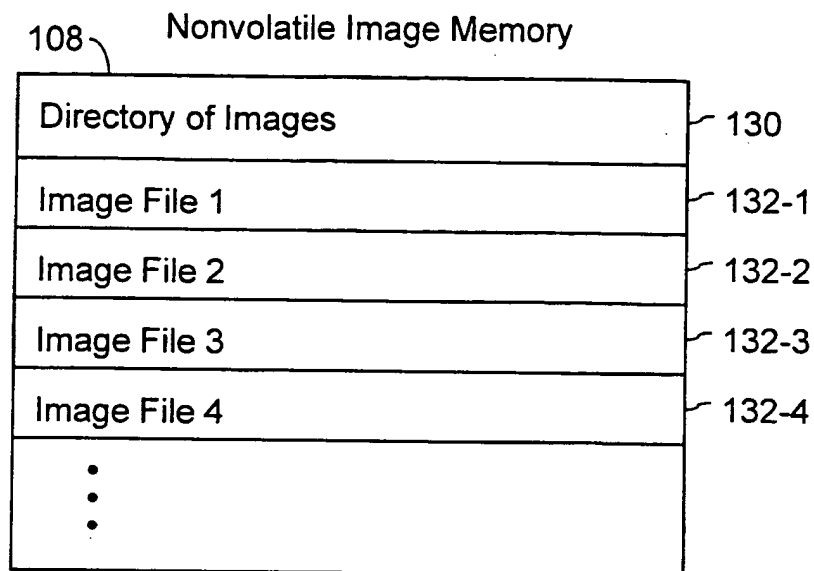 Nonvolatile Image Memory
108
Directory of Images
130
Image File 1
132-1
Image File 2
132-2
Image File 3
132-3
Image File 4
132-4